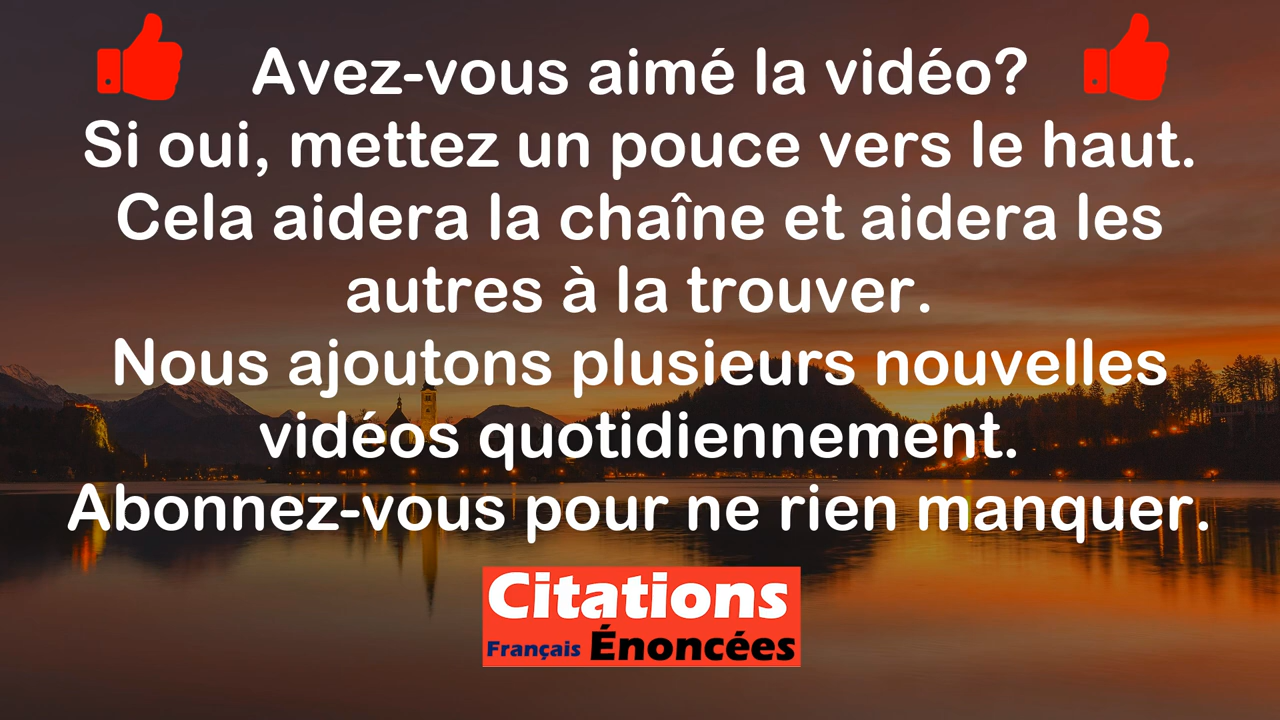 Avez-vous aimé la vidéo?
Si oui, mettez un pouce vers le haut.
Cela aidera la chaîne et aidera les
autres à la trouver.
Nous ajoutons plusieurs nouvelles
vidéos quotidiennement.
Abonnez-vous pour ne rien manquer.
Citations
Français Énoncées